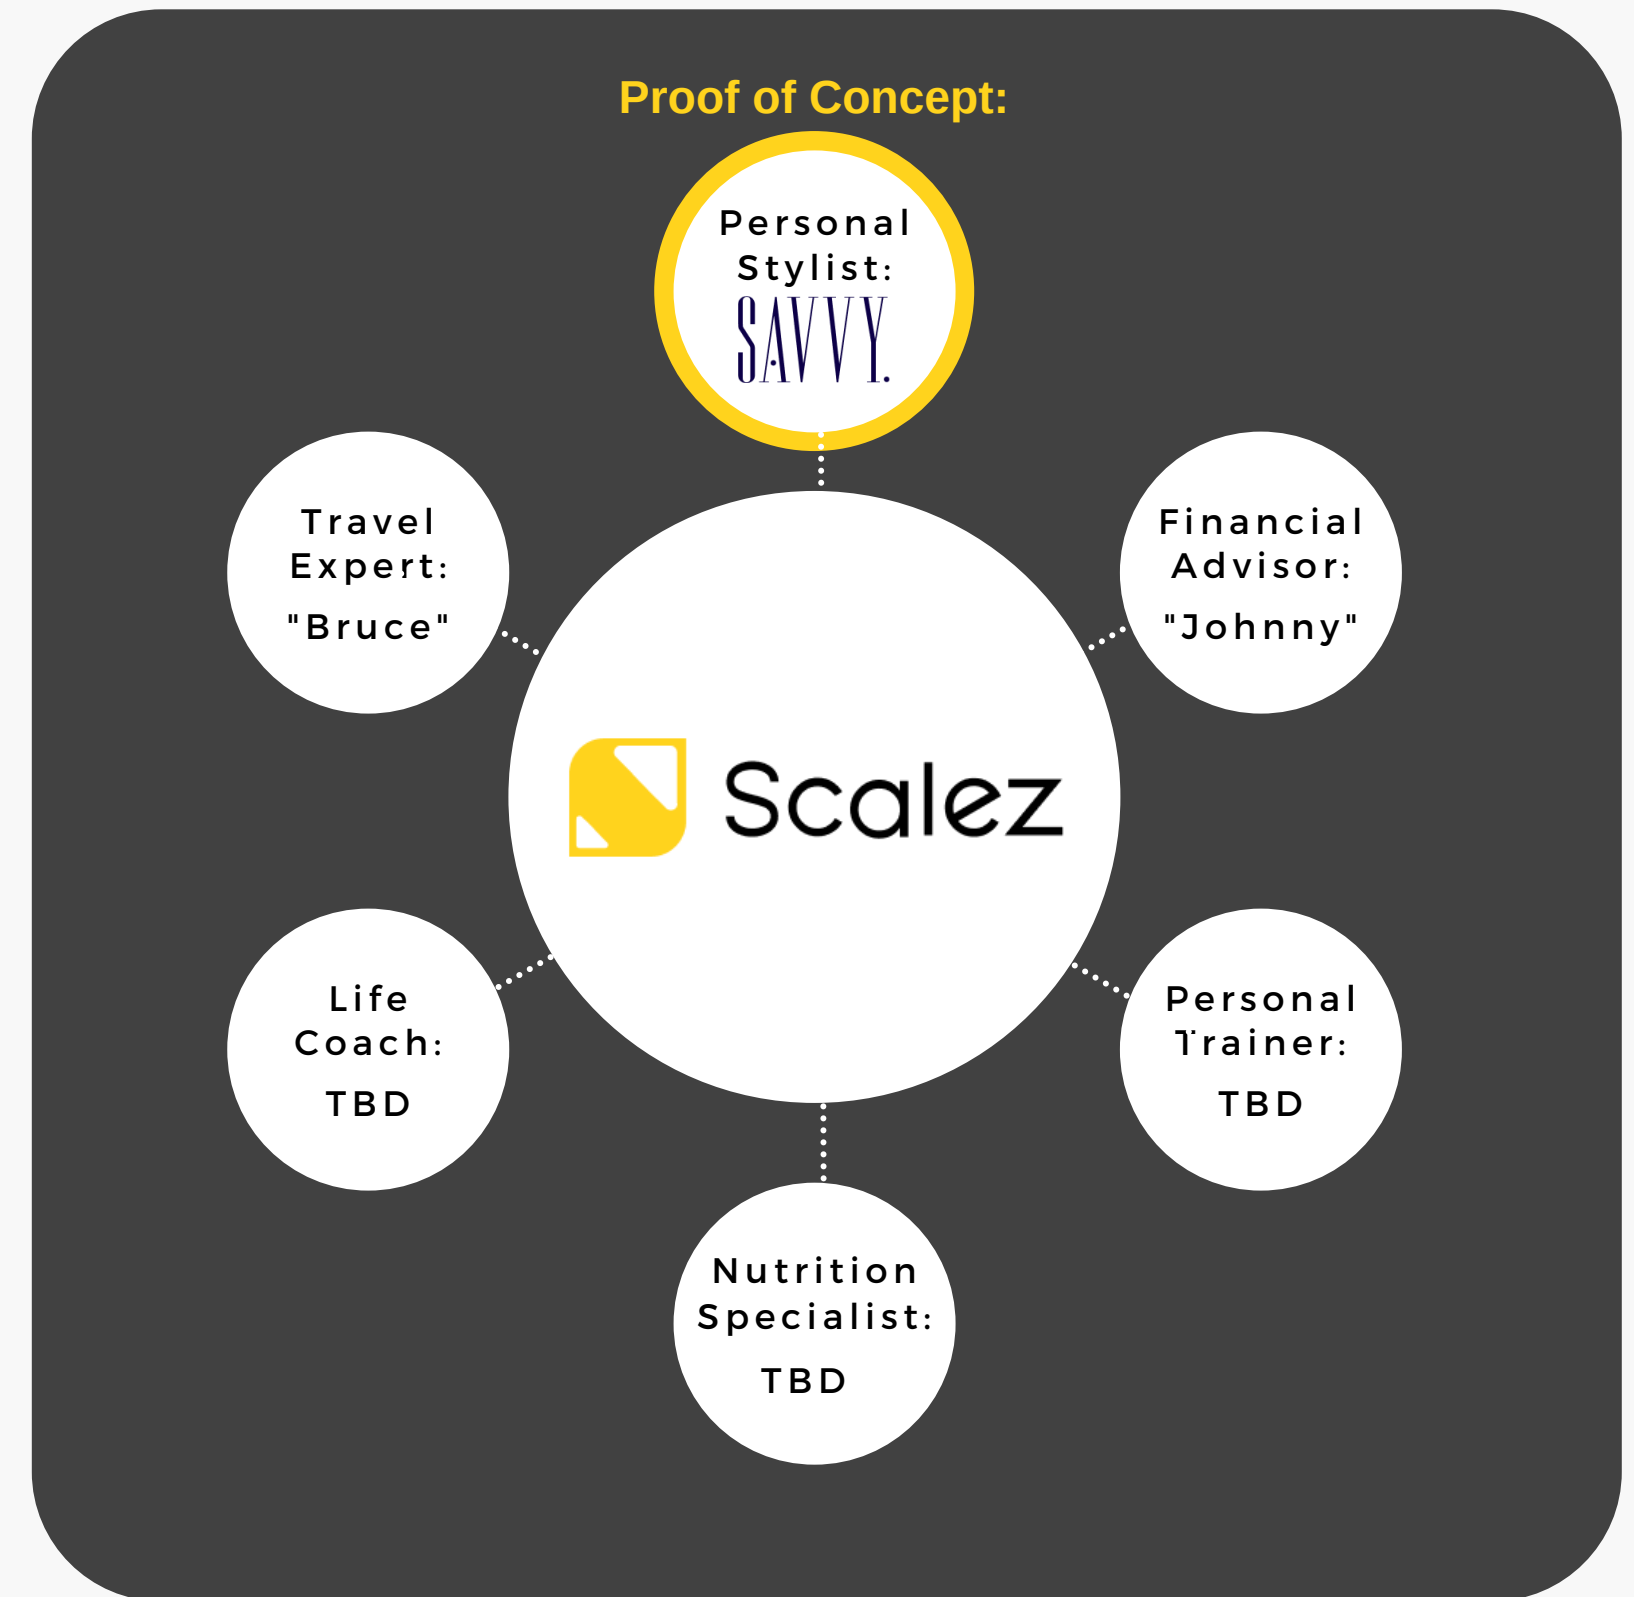 Proof of Concept:
Personal
Stylist:
SAVVY.
Travel
Expert:
"Bruce"
Financial
Advisor:
"Johnny"
Scalez
Life
Coach:
TBD
Personal
Trainer:
TBD
Nutrition
Specialist:
TBD